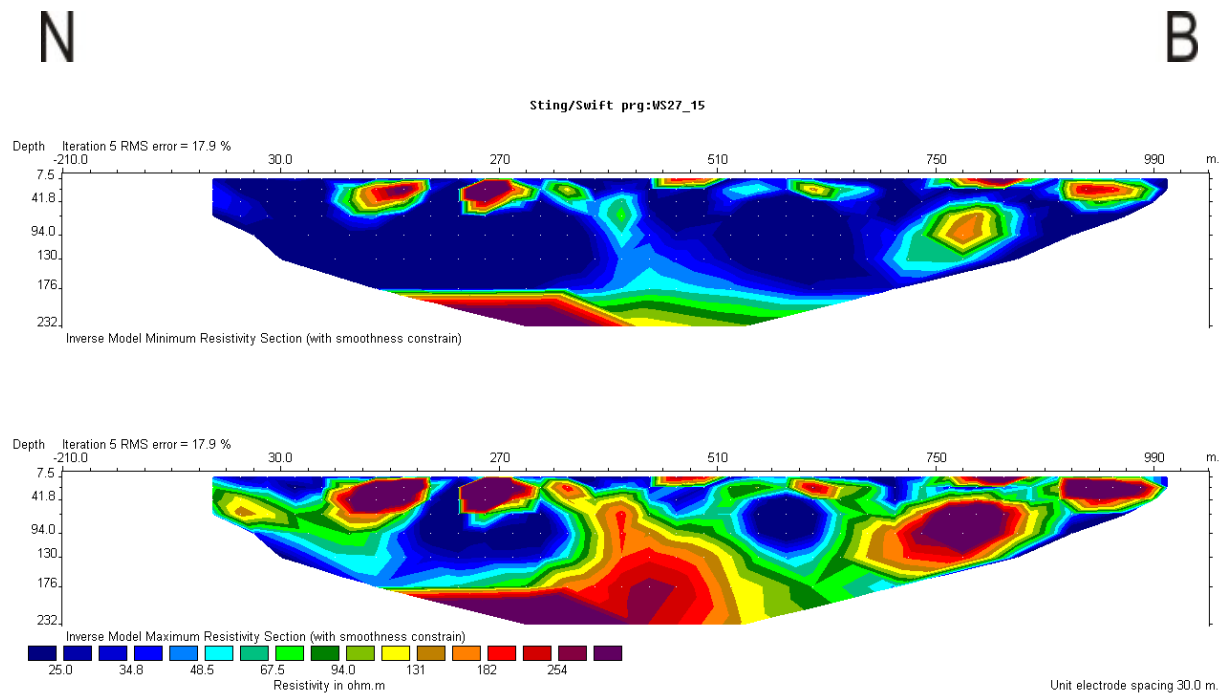 N B
Sting/Swift prg:WS27_15
Depth Iteration 5 RMS error = 17.9 %
-210.0 30.0 270 510 750 990 m.
7.5
41.8
94.0
130
176
232
Inverse Model Minimum Resistivity Section (with smoothness constrain)
Depth Iteration 5 RMS error = 17.9 %
-210.0 30.0 270 510 750 990 m.
7.5
41.8
94.0
130
176
232
Inverse Model Maximum Resistivity Section (with smoothness constrain)
25.0 34.8 48.5 67.5 94.0 131 182 254
Resistivity in ohm.m Unit electrode spacing 30.0 m.